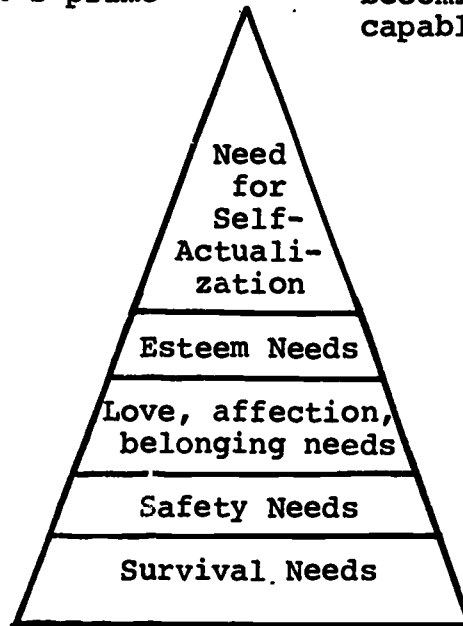 Need
for
Self-
Actuali-
zation
Esteem Needs
Love, affection,
belonging needs
Safety Needs
Survival Needs